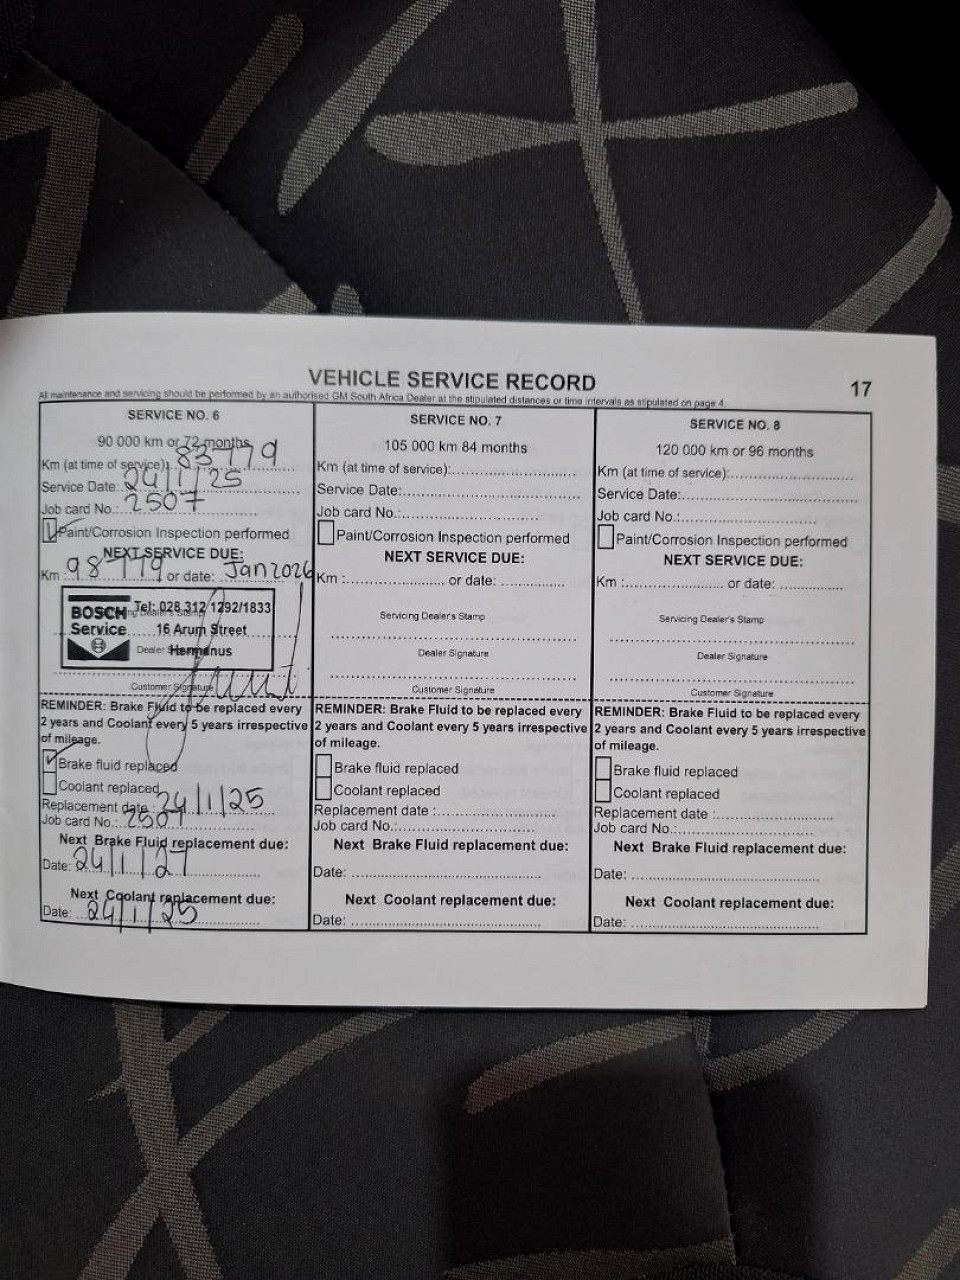 VEHICLE SERVICE RECORD
17
All maintenance and servicing should be performed by an authorised GM South Africa Dealer at the stipulated distances or time intervals as stipulated on page 4.
SERVICE NO. 6
90 000 km or 72 months
Km (at time of service): 83 779
Service Date: 24/1/25
Job card No.: 2507
Paint/Corrosion Inspection performed
NEXT SERVICE DUE:
Km : 98 779 or date: Jan 2026
BOSCH Tel: 028 312 1292/1833
Service 16 Arum Street
Dealer Hermanus
Customer Signature
REMINDER: Brake Fluid to be replaced every
2 years and Coolant every 5 years irrespective
of mileage.
Brake fluid replaced
Coolant replaced
Replacement date : 24/1/25
Job card No.: 2507
Next Brake Fluid replacement due:
Date: 24/1/27
Next Coolant replacement due:
Date: 24/1/25
SERVICE NO. 7
105 000 km 84 months
Km (at time of service):
Service Date:
Job card No.:
Paint/Corrosion Inspection performed
NEXT SERVICE DUE:
Km : or date:
Servicing Dealer's Stamp
Dealer Signature
Customer Signature
REMINDER: Brake Fluid to be replaced every
2 years and Coolant every 5 years irrespective
of mileage.
Brake fluid replaced
Coolant replaced
Replacement date :
Job card No.:
Next Brake Fluid replacement due:
Date:
Next Coolant replacement due:
Date:
SERVICE NO. 8
120 000 km or 96 months
Km (at time of service):
Service Date:
Job card No.:
Paint/Corrosion Inspection performed
NEXT SERVICE DUE:
Km : or date:
Servicing Dealer's Stamp
Dealer Signature
Customer Signature
REMINDER: Brake Fluid to be replaced every
2 years and Coolant every 5 years irrespective
of mileage.
Brake fluid replaced
Coolant replaced
Replacement date :
Job card No.:
Next Brake Fluid replacement due:
Date:
Next Coolant replacement due:
Date: